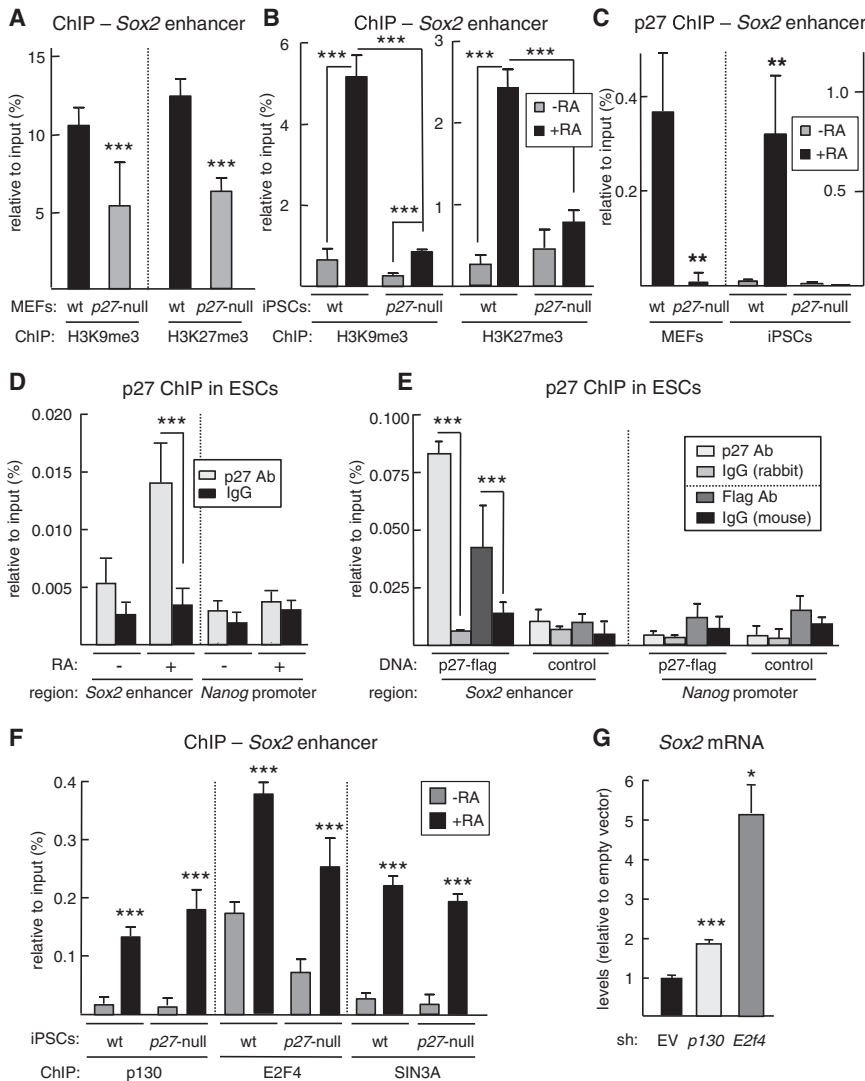 A
ChIP – Sox2 enhancer
relative to input (%)
15
10
5
*** ***
MEFs: wt p27-null wt p27-null
ChIP: H3K9me3 H3K27me3
B
ChIP – Sox2 enhancer
relative to input (%)
6
4
2
3
2
1
*** *** ***
*** ***
-RA
+RA
iPSCs: wt p27-null wt p27-null
ChIP: H3K9me3 H3K27me3
C
p27 ChIP – Sox2 enhancer
relative to input (%)
0.4
0.2
1.0
0.5
** **
-RA
+RA
wt p27-null wt p27-null
MEFs iPSCs
D
p27 ChIP in ESCs
relative to input (%)
0.020
0.015
0.010
0.005
***
p27 Ab
IgG
RA: - + - +
region: Sox2 enhancer Nanog promoter
E
p27 ChIP in ESCs
relative to input (%)
0.100
0.075
0.050
0.025
*** ***
p27 Ab
IgG (rabbit)
Flag Ab
IgG (mouse)
DNA: p27-flag control p27-flag control
region: Sox2 enhancer Nanog promoter
F
ChIP – Sox2 enhancer
relative to input (%)
0.4
0.3
0.2
0.1
*** *** *** *** *** ***
-RA
+RA
iPSCs: wt p27-null wt p27-null wt p27-null
ChIP: p130 E2F4 SIN3A
G
Sox2 mRNA
levels (relative to empty vector)
6
5
4
3
2
1
*** *
sh: EV p130 E2f4